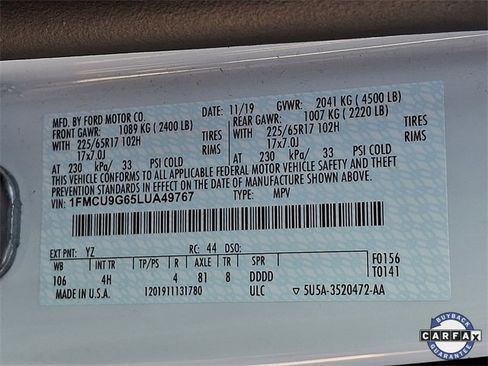 MFD. BY FORD MOTOR CO. DATE: 11/19 GVWR: 2041 KG ( 4500 LB)
FRONT GAWR: 1089 KG ( 2400 LB) REAR GAWR: 1007 KG ( 2220 LB)
WITH 225/65R17 102H TIRES WITH 225/65R17 102H TIRES
17x7.0J 17x7.0J
AT 230 kPa/ 33 PSI COLD AT 230 kPa/ 33 PSI COLD
THIS VEHICLE CONFORMS TO ALL APPLICABLE FEDERAL MOTOR VEHICLE SAFETY AND THEFT PREVENTION STANDARDS IN EFFECT ON THE DATE OF MANUFACTURE SHOWN ABOVE.
VIN: 1FMCU9G65LUA49767 TYPE: MPV
EXT PNT: YZ RC: 44 DSO:
WB INT TR TP/PS R AXLE TR SPR F0156
106 4H 4 81 8 DDDD T0141
MADE IN U.S.A. 1201911131780 ULC ▽ 5U5A-3520472-AA
BUYBACK
CARFAX
GUARANTEE